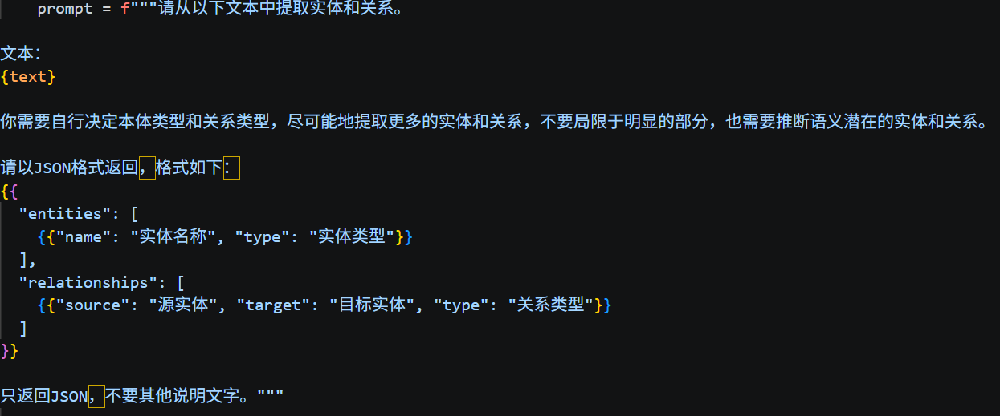 prompt = f"""请从以下文本中提取实体和关系。
文本：
{text}
你需要自行决定本体类型和关系类型，尽可能地提取更多的实体和关系，不要局限于明显的部分，也需要推断语义潜在的实体和关系。
请以JSON格式返回，格式如下：
{{
  "entities": [
    {{"name": "实体名称", "type": "实体类型"}}
  ],
  "relationships": [
    {{"source": "源实体", "target": "目标实体", "type": "关系类型"}}
  ]
}}
只返回JSON，不要其他说明文字。"""